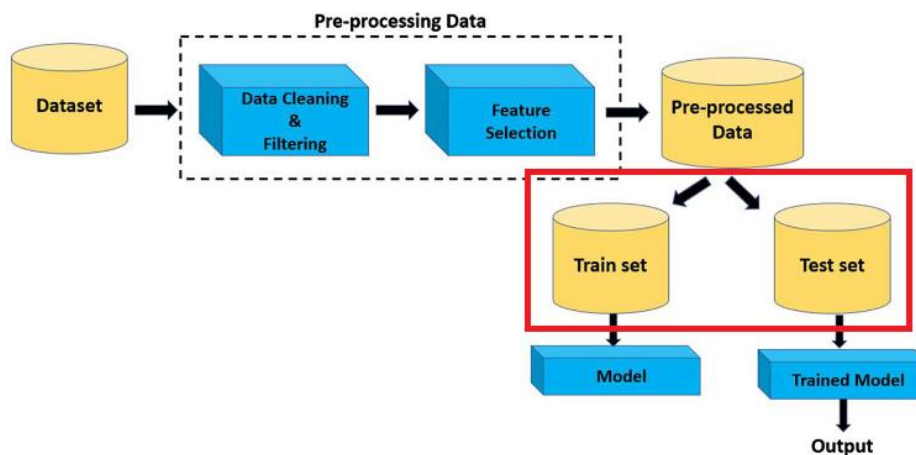 Pre-processing Data
Dataset
Data Cleaning
&
Filtering
Feature
Selection
Pre-processed
Data
Train set
Test set
Model
Trained Model
Output